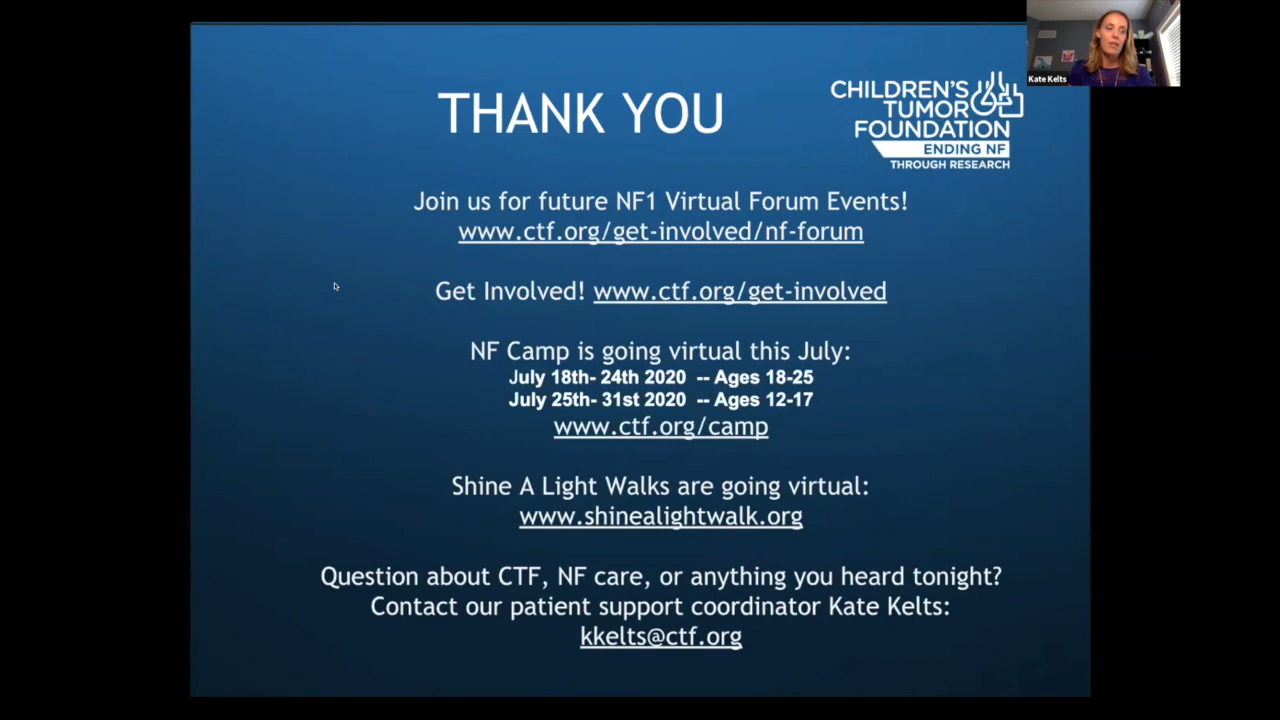 Kate Kelts
THANK YOU
CHILDREN'S
TUMOR
FOUNDATION
ENDING NF
THROUGH RESEARCH
Join us for future NF1 Virtual Forum Events!
www.ctf.org/get-involved/nf-forum
Get Involved! www.ctf.org/get-involved
NF Camp is going virtual this July:
July 18th- 24th 2020 -- Ages 18-25
July 25th- 31st 2020 -- Ages 12-17
www.ctf.org/camp
Shine A Light Walks are going virtual:
www.shinealightwalk.org
Question about CTF, NF care, or anything you heard tonight?
Contact our patient support coordinator Kate Kelts:
kkelts@ctf.org